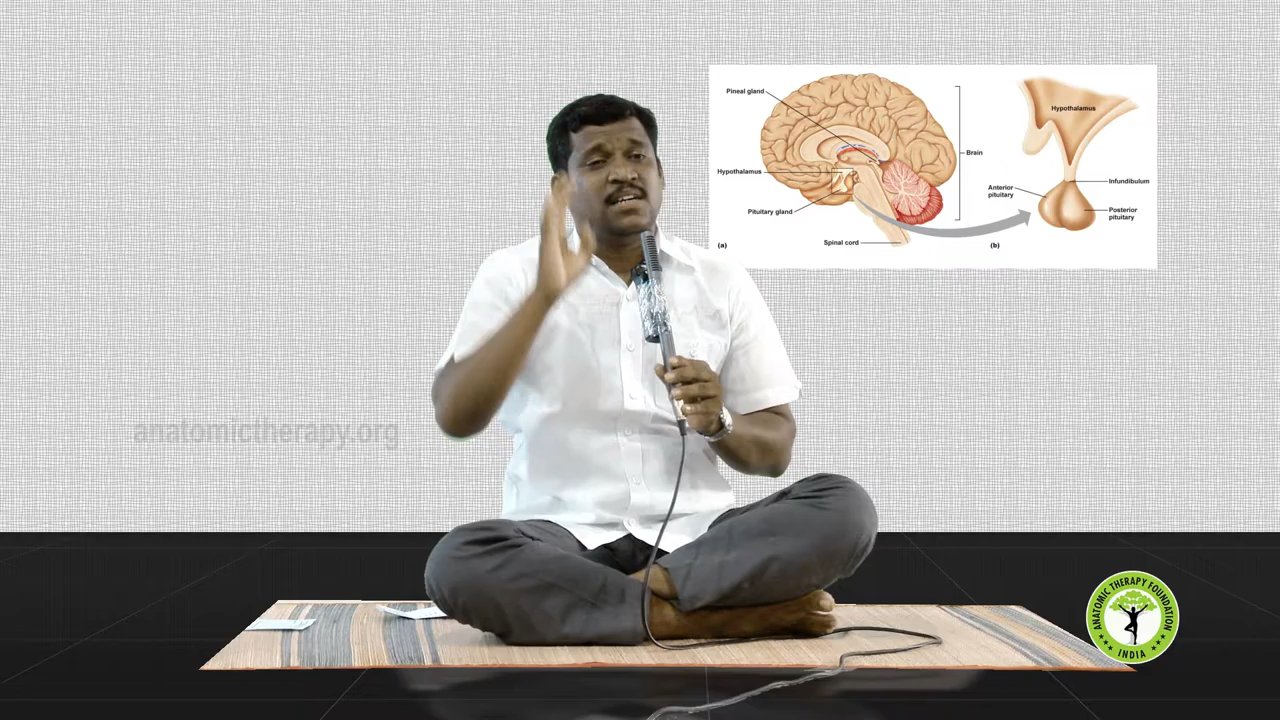 Pineal gland
Hypothalamus
Pituitary gland
Spinal cord
Brain
(a)
Hypothalamus
Anterior
pituitary
Infundibulum
Posterior
pituitary
(b)
anatomictherapy.org
ANATOMIC THERAPY FOUNDATION
INDIA